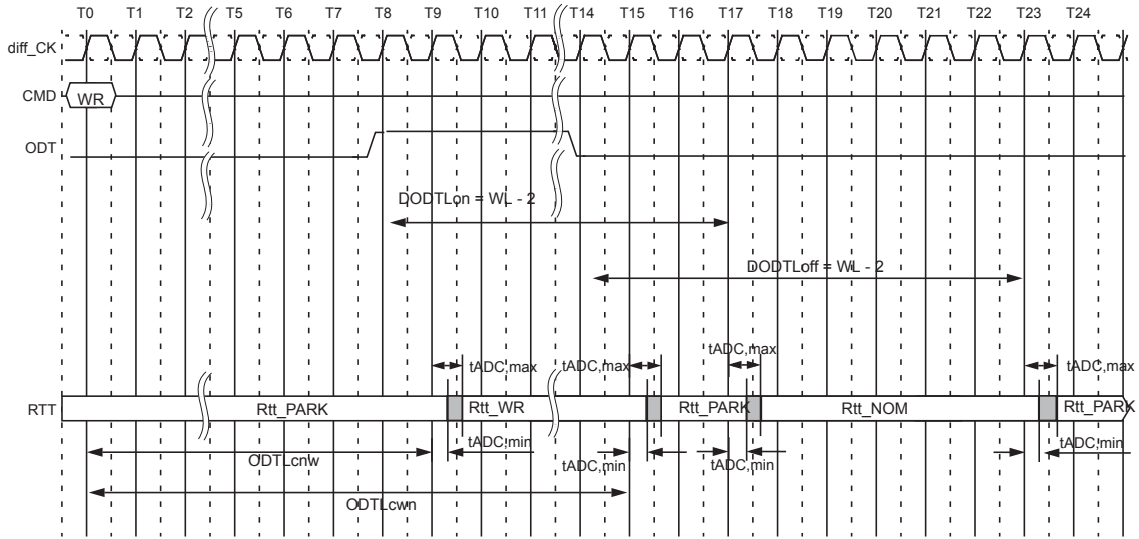 T0 T1 T2 T5 T6 T7 T8 T9 T10 T11 T14 T15 T16 T17 T18 T19 T20 T21 T22 T23 T24
diff_CK
CMD WR
ODT
DODTLon = WL - 2
DODTLoff = WL - 2
tADC,max
tADC,max tADC,max tADC,max
RTT Rtt_PARK Rtt_WR Rtt_PARK Rtt_NOM Rtt_PARK
tADC,min tADC,min
ODTLcnw tADC,min tADC,min
ODTLcwn